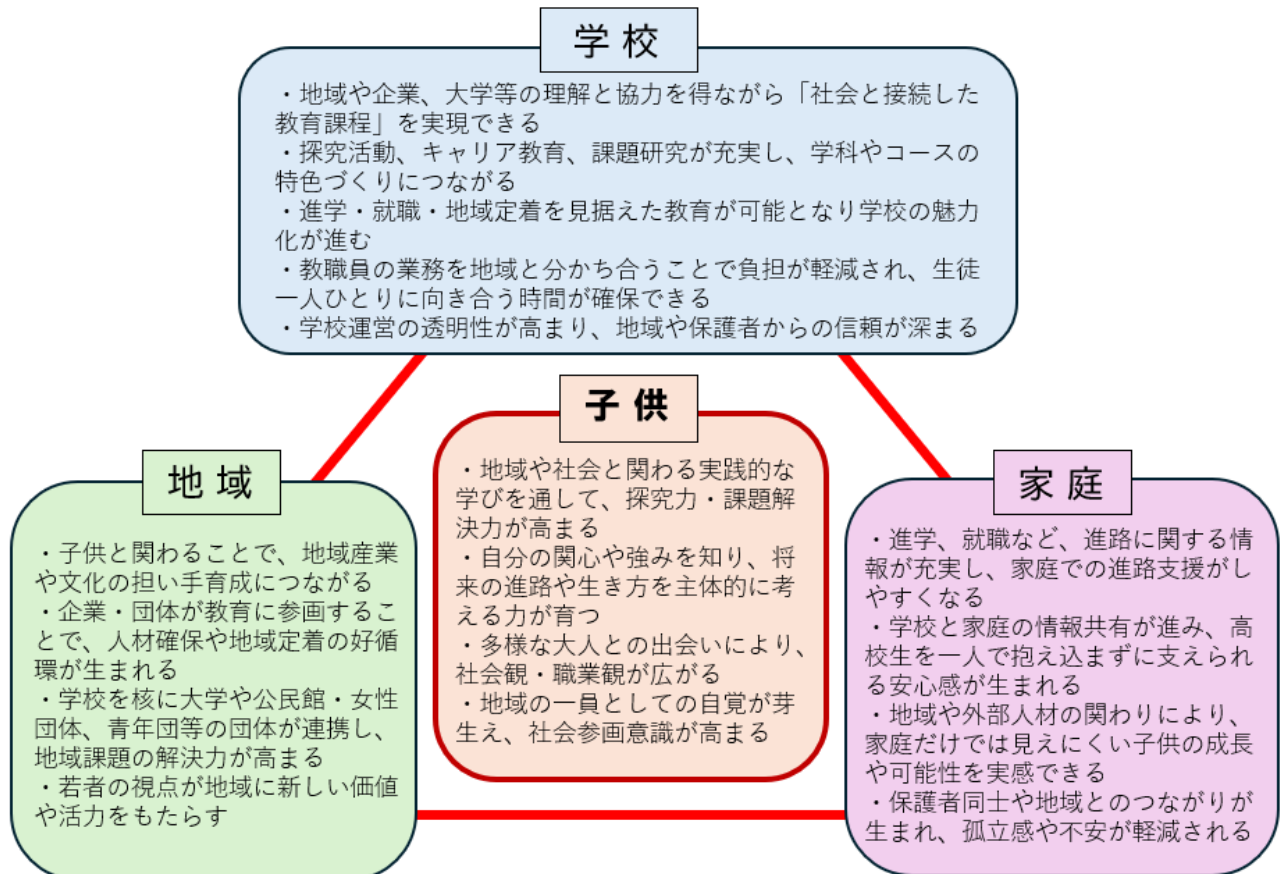 学校
・地域や企業、大学等の理解と協力を得ながら「社会と接続した
教育課程」を実現できる
・探究活動、キャリア教育、課題研究が充実し、学科やコースの
特色づくりにつながる
・進学・就職・地域定着を見据えた教育が可能となり学校の魅力
化が進む
・教職員の業務を地域と分かち合うことで負担が軽減され、生徒
一人ひとりに向き合う時間が確保できる
・学校運営の透明性が高まり、地域や保護者からの信頼が深まる
子供
・地域や社会と関わる実践的な
学びを通して、探究力・課題解
決力が高まる
・自分の関心や強みを知り、将
来の進路や生き方を主体的に考
える力が育つ
・多様な大人との出会いにより、
社会観・職業観が広がる
・地域の一員としての自覚が芽
生え、社会参画意識が高まる
地域
・子供と関わることで、地域産業
や文化の担い手育成につながる
・企業・団体が教育に参画するこ
とで、人材確保や地域定着の好循
環が生まれる
・学校を核に大学や公民館・女性
団体、青年団等の団体が連携し、
地域課題の解決力が高まる
・若者の視点が地域に新しい価値
や活力をもたらす
家庭
・進学、就職など、進路に関する情
報が充実し、家庭での進路支援がし
やすくなる
・学校と家庭の情報共有が進み、高
校生を一人で抱え込まずに支えられ
る安心感が生まれる
・地域や外部人材の関わりにより、
家庭だけでは見えにくい子供の成長
や可能性を実感できる
・保護者同士や地域とのつながりが
生まれ、孤立感や不安が軽減される